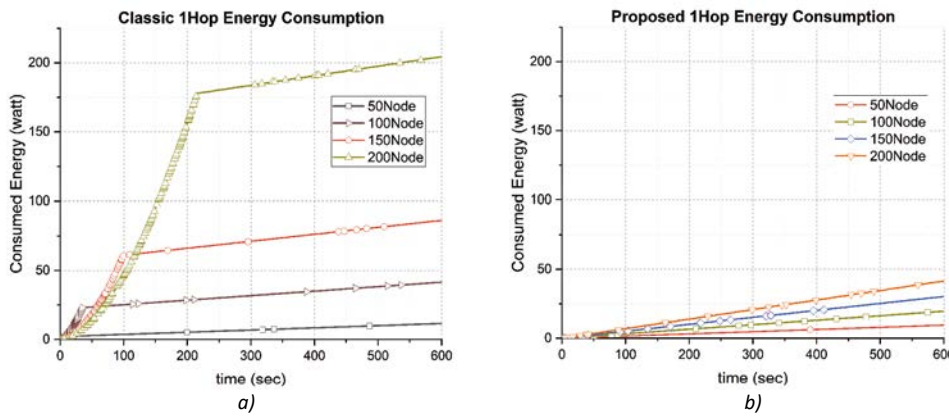 Classic 1Hop Energy Consumption
200
150
100
50
0
Consumed Energy (watt)
50Node
100Node
150Node
200Node
0 100 200 300 400 500 600
time (sec)
a)
Proposed 1Hop Energy Consumption
200
150
100
50
0
Consumed Energy (watt)
50Node
100Node
150Node
200Node
0 100 200 300 400 500 600
time (sec)
b)